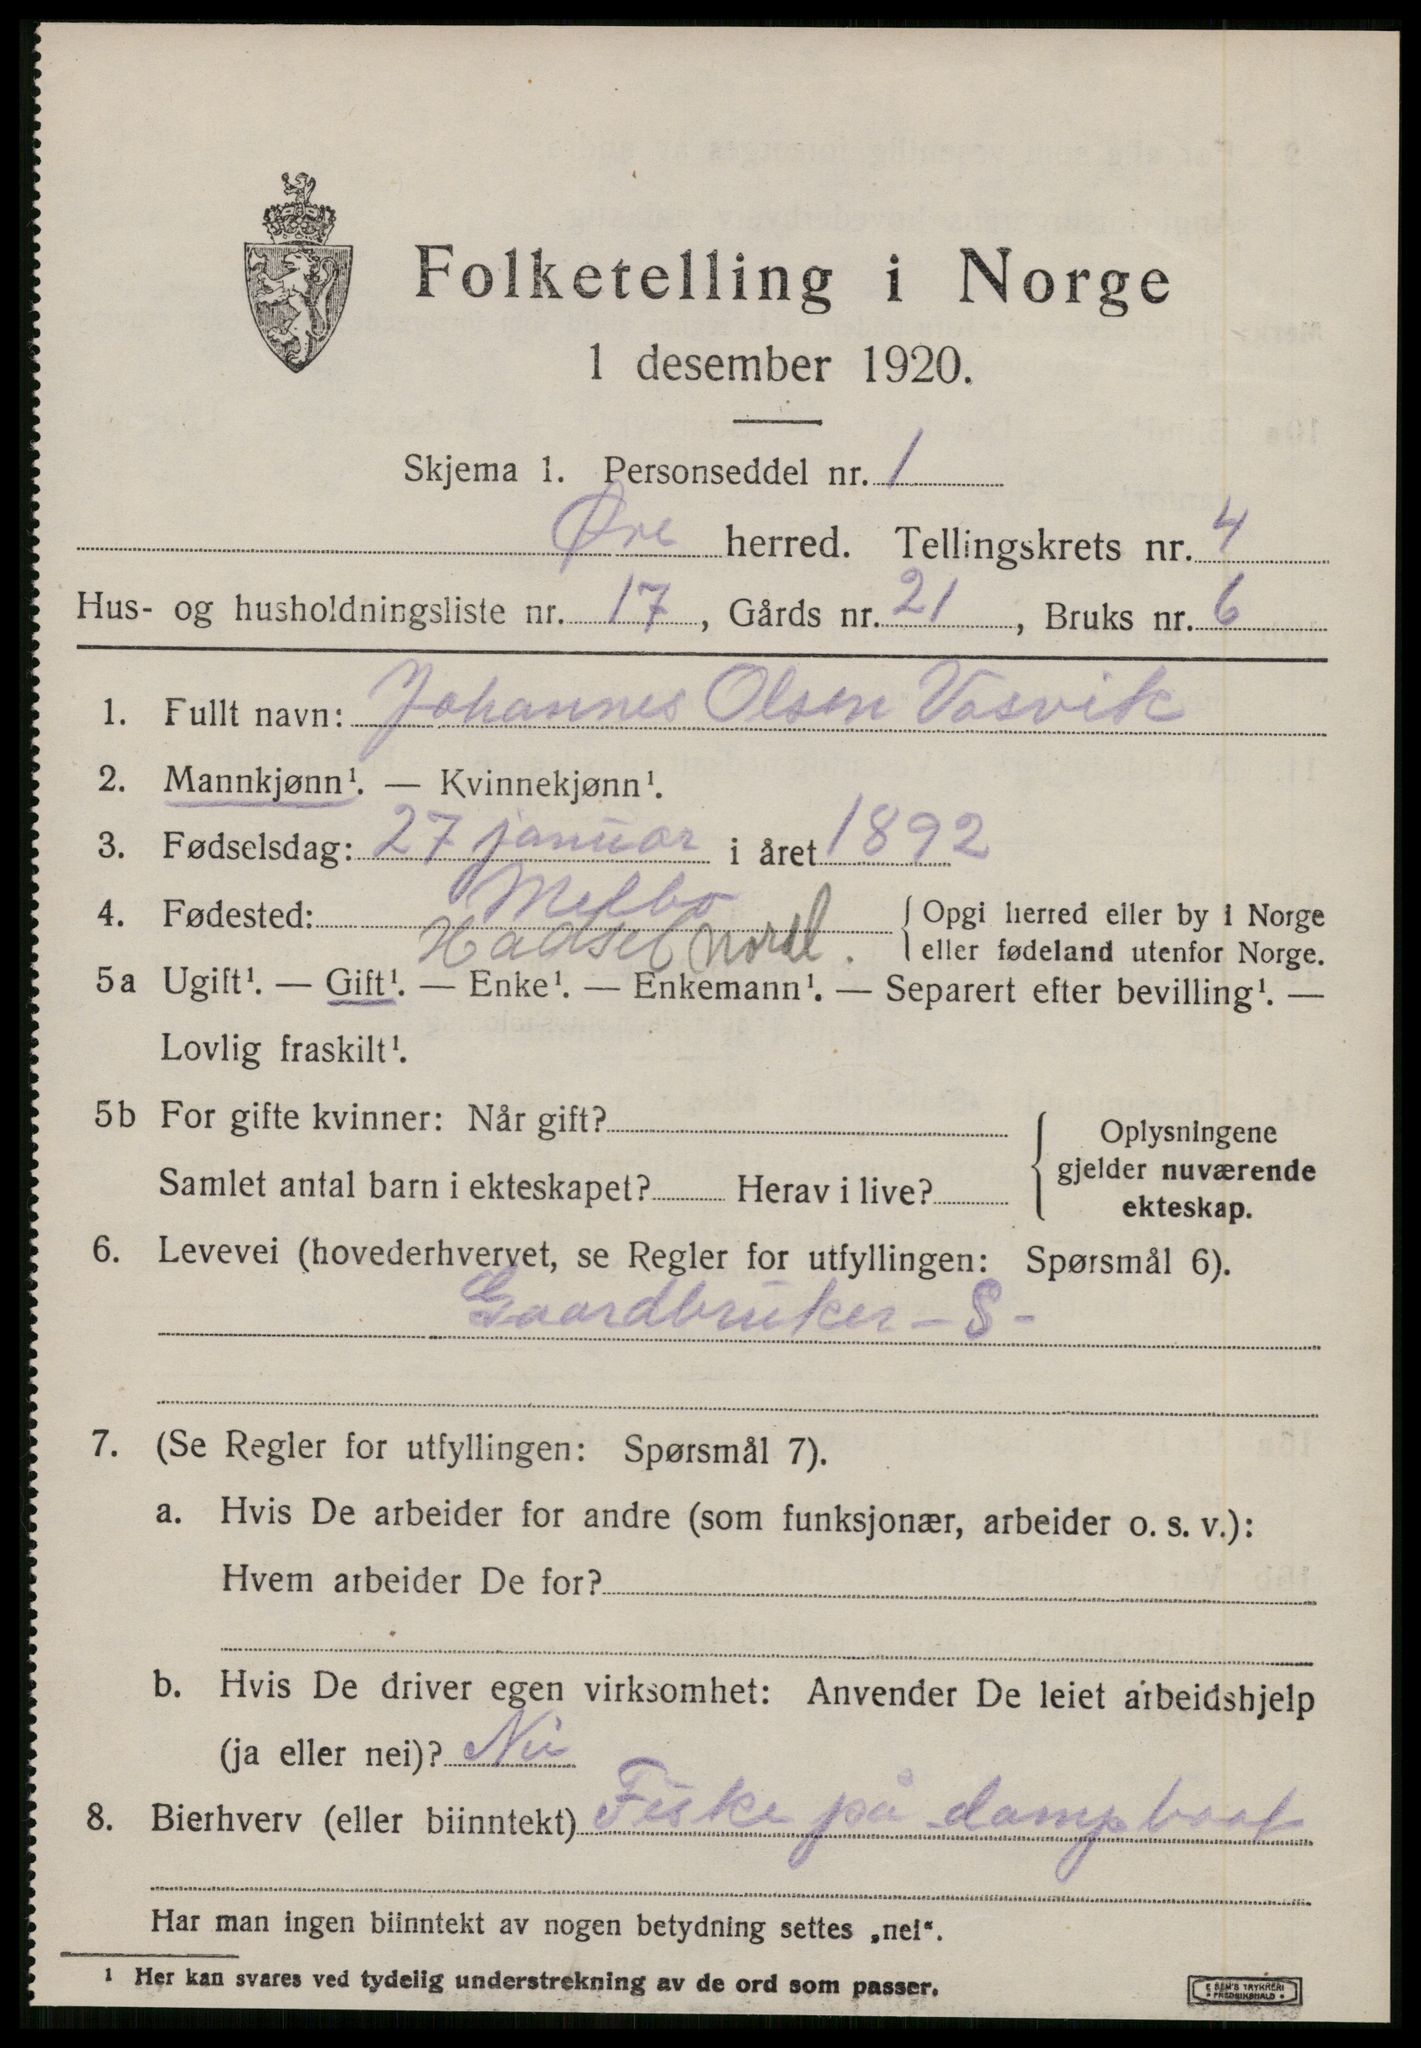 Folketelling i Norge
1 desember 1920.
Skjema 1. Personseddel nr. 1
Øre herred. Tellingskrets nr. 4
Hus- og husholdningsliste nr. 17, Gårds nr. 21, Bruks nr. 6
1. Fullt navn: Johannes Olsen Vasvik
2. Mannkjønn¹. — Kvinnekjønn¹.
3. Fødselsdag: 27 januar i året 1892
Melbo
4. Fødested: { Opgi herred eller by i Norge
Hadsel Nordl. eller fødeland utenfor Norge.
5a Ugift¹. — Gift¹. — Enke¹. — Enkemann¹. — Separert efter bevilling¹. —
Lovlig fraskilt¹.
5b For gifte kvinner: Når gift? Oplysningene
gjelder nuværende
Samlet antal barn i ekteskapet? Herav i live? ekteskap.
6. Levevei (hovederhvervet, se Regler for utfyllingen: Spørsmål 6).
Gaardbruker - S -
7. (Se Regler for utfyllingen: Spørsmål 7).
a. Hvis De arbeider for andre (som funksjonær, arbeider o. s. v.):
Hvem arbeider De for?
b. Hvis De driver egen virksomhet: Anvender De leiet arbeidshjelp
(ja eller nei)? Nei
8. Bierhverv (eller biinntekt) Fiske på dampbaat
Har man ingen biinntekt av nogen betydning settes „nei“.
¹ Her kan svares ved tydelig understrekning av de ord som passer.
E SEM'S TRYKKERI
FREDRIKSHALD